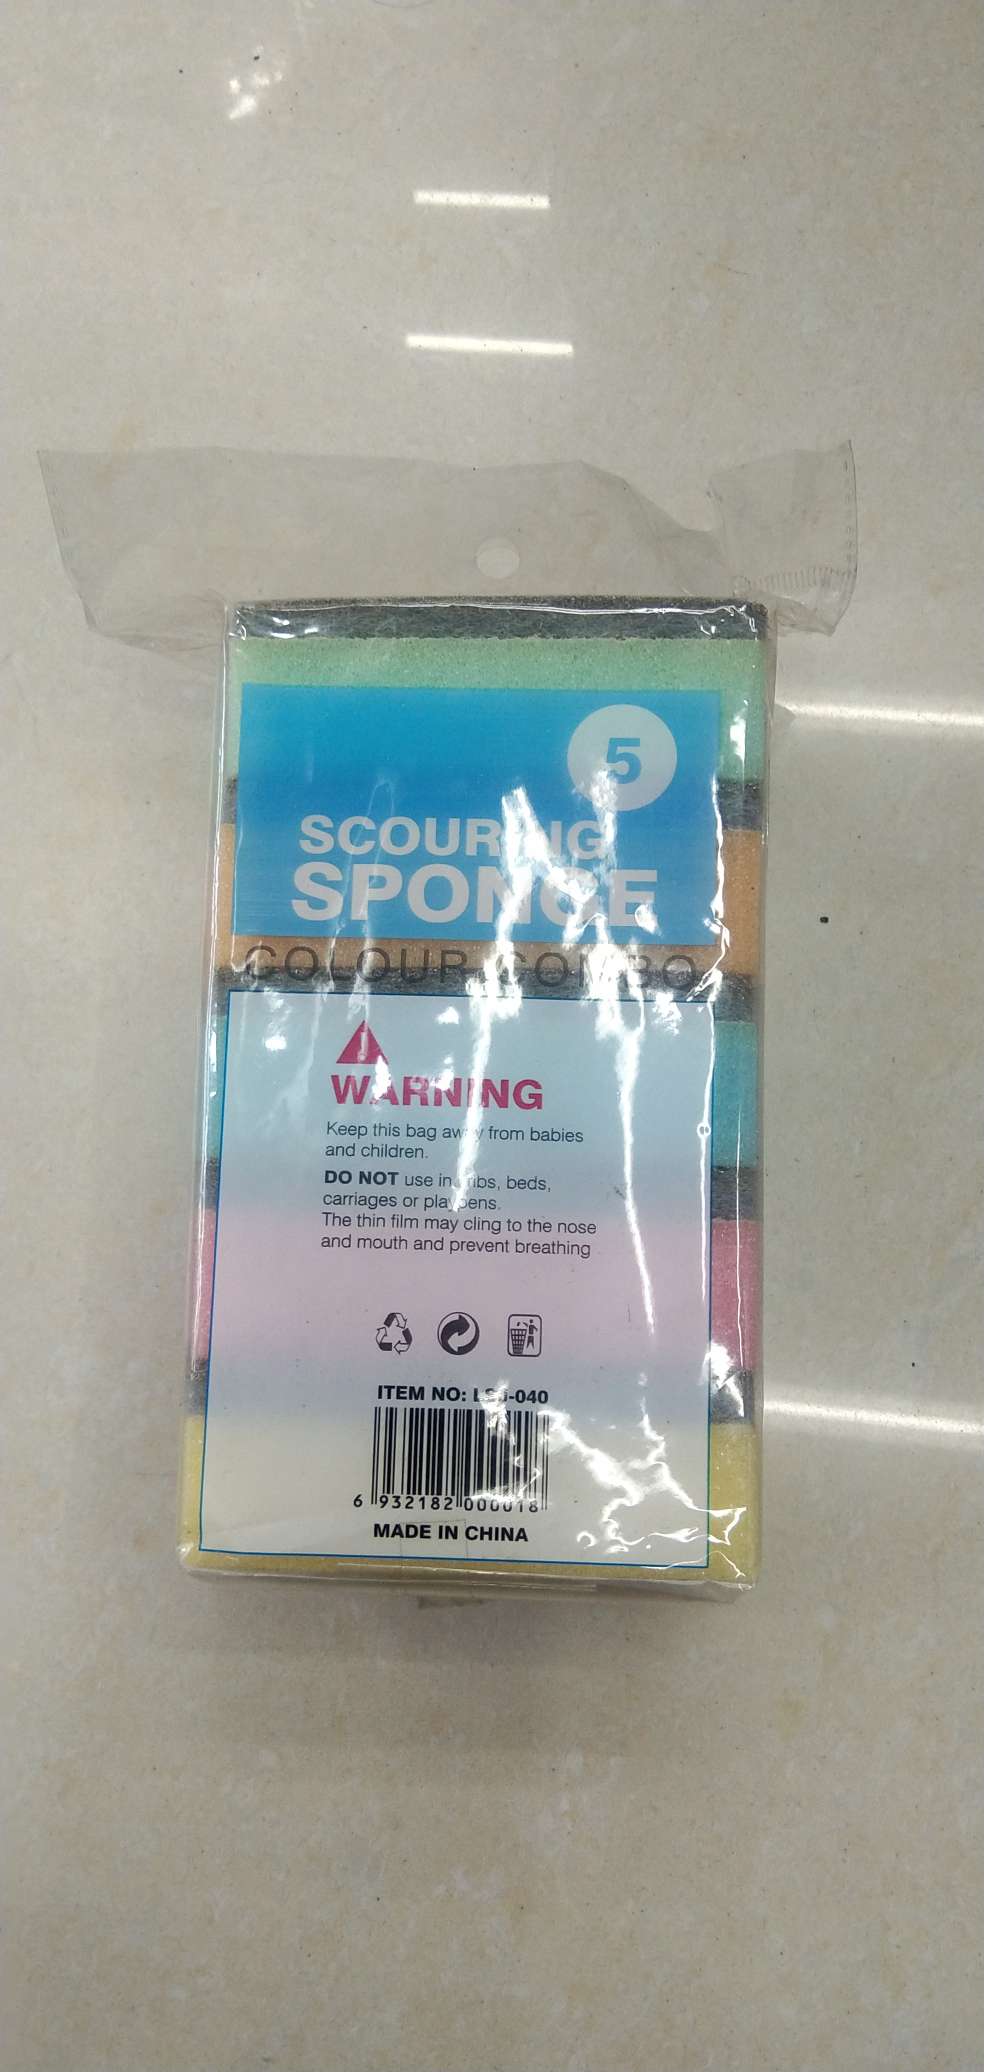 5
SCOURING
SPONGE
COLOUR COMBO
WARNING
Keep this bag away from babies
and children.
DO NOT use in cribs, beds,
carriages or playpens.
The thin film may cling to the nose
and mouth and prevent breathing
ITEM NO:
6 932182 000018
MADE IN CHINA